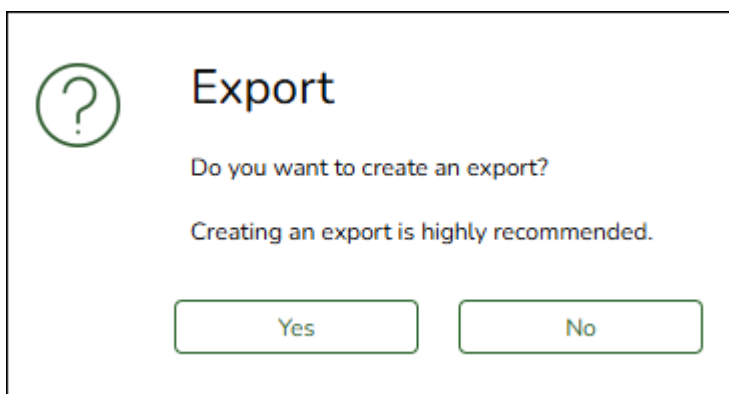 Export
Do you want to create an export?
Creating an export is highly recommended.
Yes
No